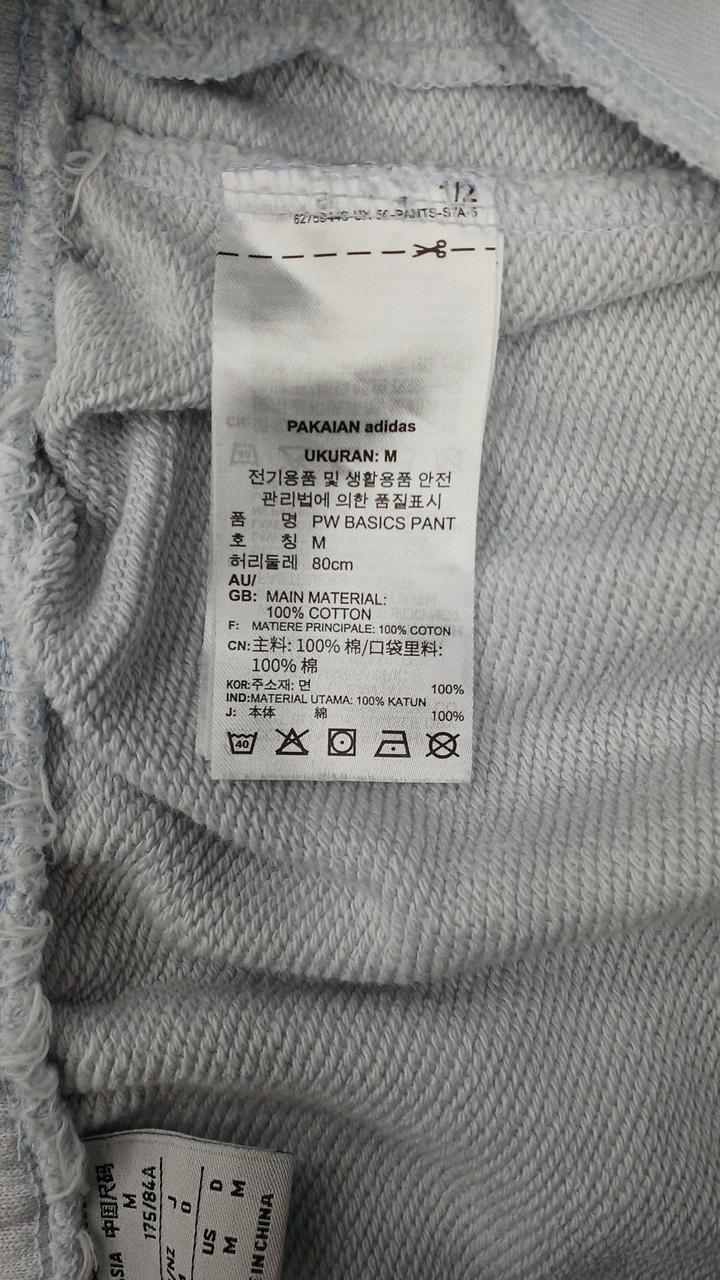 1/2
PAKAIAN adidas
UKURAN: M
전기용품 및 생활용품 안전
관리법에 의한 품질표시
품 명 PW BASICS PANT
호 칭 M
허리둘레 80cm
AU/
GB: MAIN MATERIAL:
100% COTTON
F: MATIERE PRINCIPALE: 100% COTON
CN:主料: 100% 棉/口袋里料:
100% 棉
KOR:주소재: 면 100%
IND:MATERIAL UTAMA: 100% KATUN
J: 本体 綿 100%
40
中国尺码
M
175/84A
J
O
US D
M M
IN CHINA